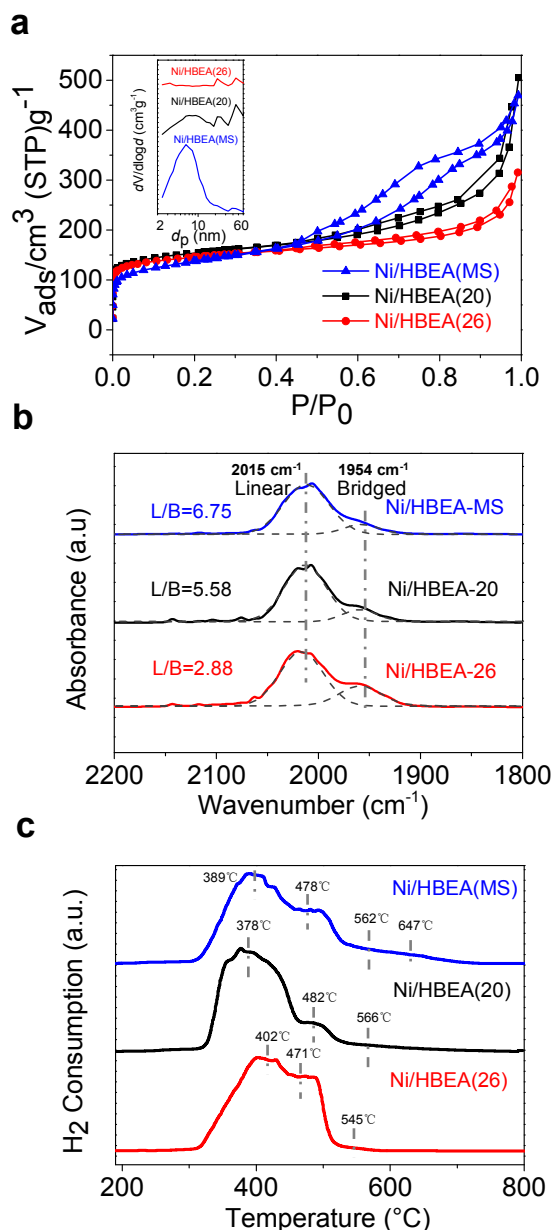 a
V_ads/cm³ (STP)g⁻¹
500
400
300
200
100
0
dV/dlogd (cm³g⁻¹)
Ni/HBEA(26)
Ni/HBEA(20)
Ni/HBEA(MS)
2 10 60
d_p (nm)
Ni/HBEA(MS)
Ni/HBEA(20)
Ni/HBEA(26)
0.0 0.2 0.4 0.6 0.8 1.0
P/P₀
b
Absorbance (a.u)
2015 cm⁻¹ 1954 cm⁻¹
Linear Bridged
L/B=6.75 Ni/HBEA-MS
L/B=5.58 Ni/HBEA-20
L/B=2.88 Ni/HBEA-26
2200 2100 2000 1900 1800
Wavenumber (cm⁻¹)
c
H₂ Consumption (a.u.)
389℃ 478℃ 562℃ 647℃
Ni/HBEA(MS)
378℃ 482℃ 566℃
Ni/HBEA(20)
402℃ 471℃ 545℃
Ni/HBEA(26)
200 400 600 800
Temperature (°C)